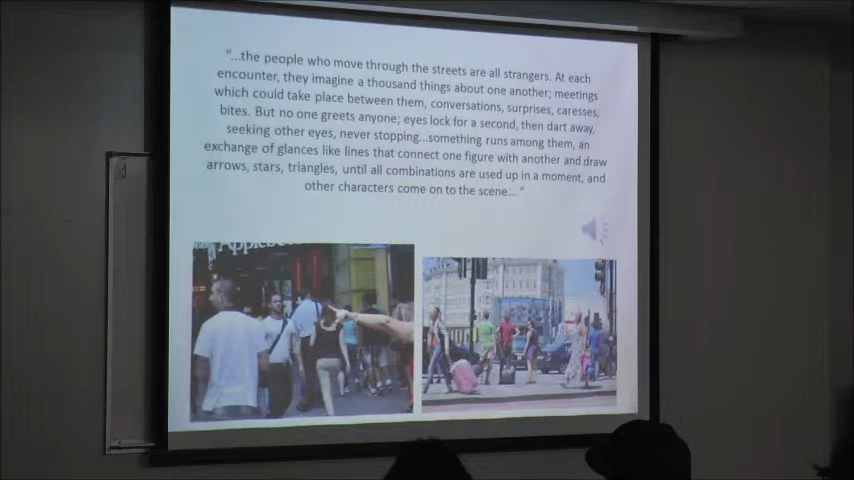 "...the people who move through the streets are all strangers. At each
encounter, they imagine a thousand things about one another; meetings
which could take place between them, conversations, surprises, caresses,
bites. But no one greets anyone; eyes lock for a second, then dart away,
seeking other eyes, never stopping...something runs among them, an
exchange of glances like lines that connect one figure with another and draw
arrows, stars, triangles, until all combinations are used up in a moment, and
other characters come on to the scene..."